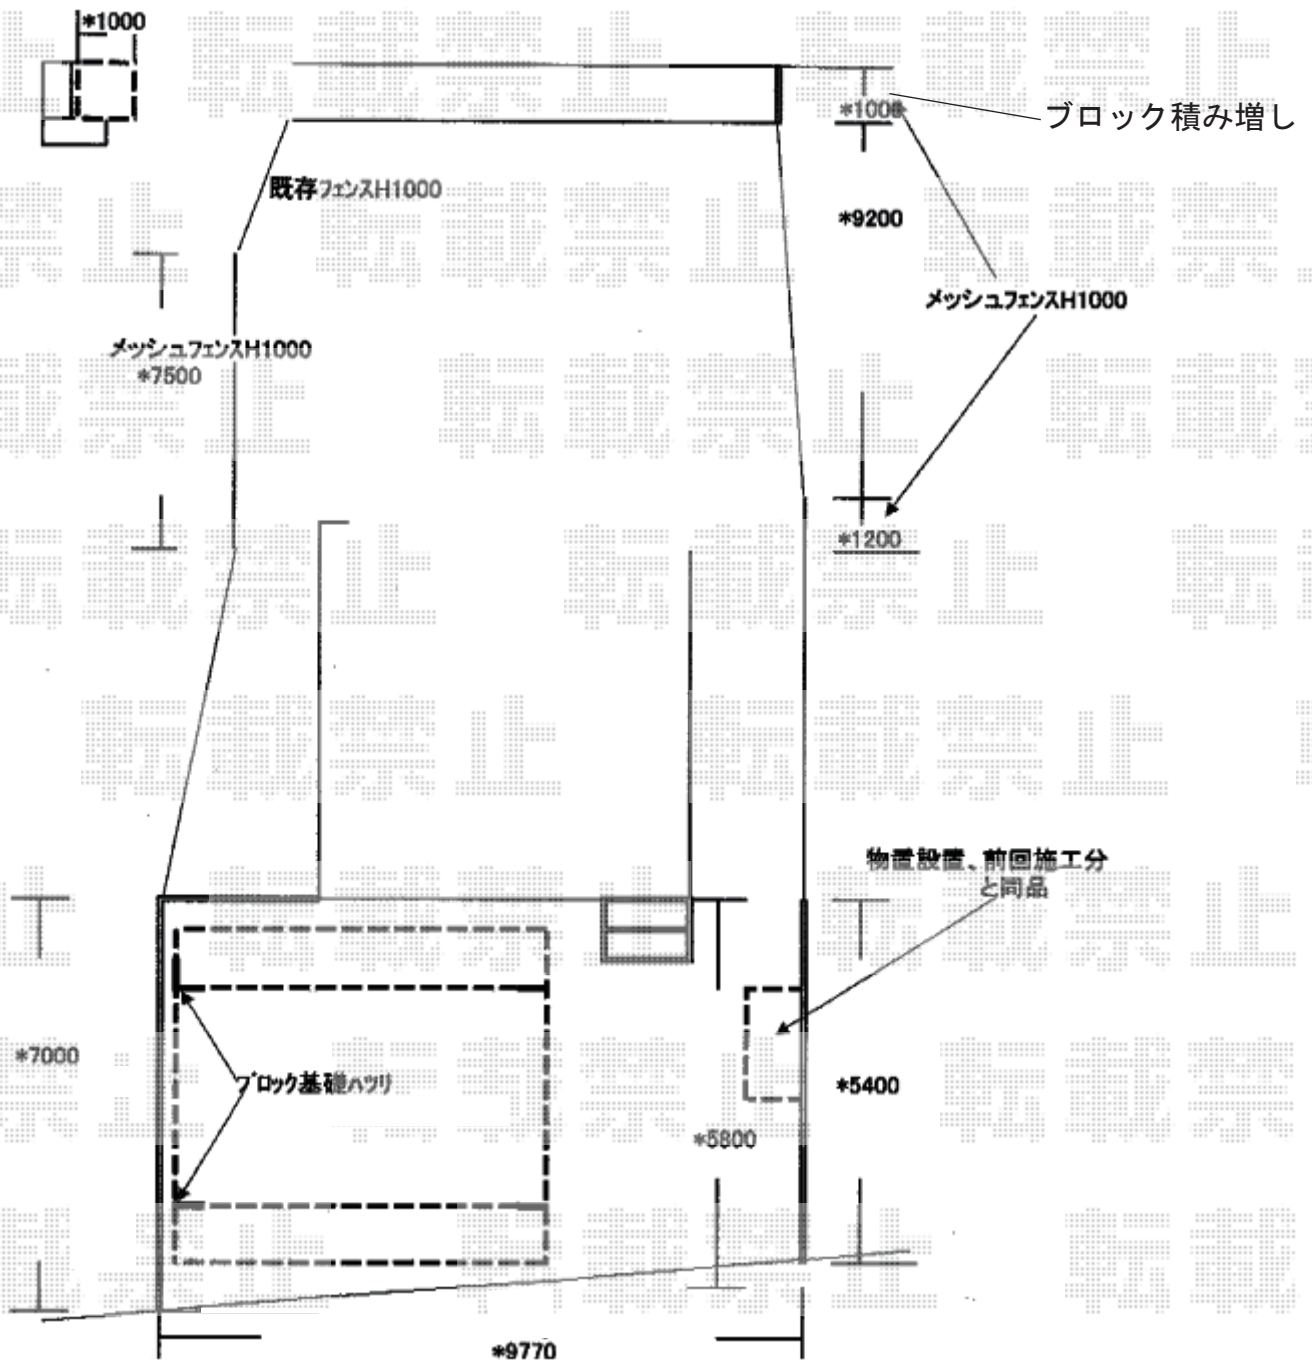 *1000
*1000
ブロック積み増し
既存フェンスH1000
*9200
メッシュフェンスH1000
メッシュフェンスH1000
*7500
*1200
物置設置、前回施工分
と同品
*7000
ブロック基礎ハツリ
*5400
*5800
*9770
転載禁止